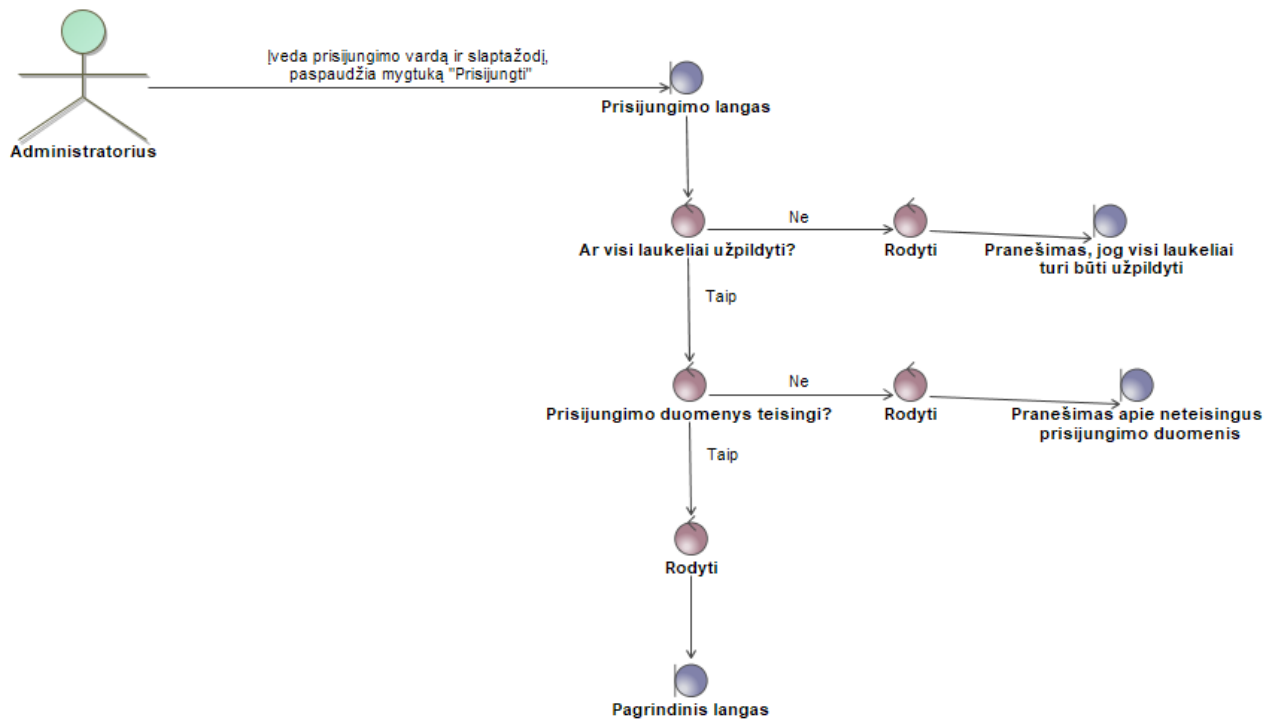 Įveda prisijungimo vardą ir slaptažodį,
paspaudžia mygtuką "Prisijungti"
Administratorius
Prisijungimo langas
Ne
Ar visi laukeliai užpildyti?
Rodyti
Pranešimas, jog visi laukeliai
turi būti užpildyti
Taip
Ne
Prisijungimo duomenys teisingi?
Rodyti
Pranešimas apie neteisingus
prisijungimo duomenis
Taip
Rodyti
Pagrindinis langas